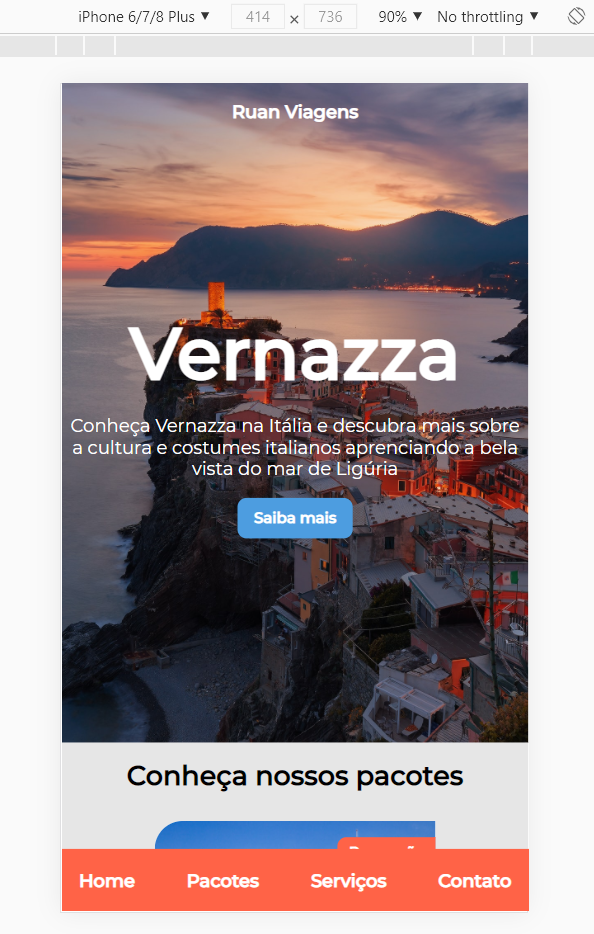 iPhone 6/7/8 Plus ▼ 414 × 736 90% ▼ No throttling ▼
Ruan Viagens
Vernazza
Conheça Vernazza na Itália e descubra mais sobre
a cultura e costumes italianos aprenciando a bela
vista do mar de Ligúria
Saiba mais
Conheça nossos pacotes
Home Pacotes Serviços Contato